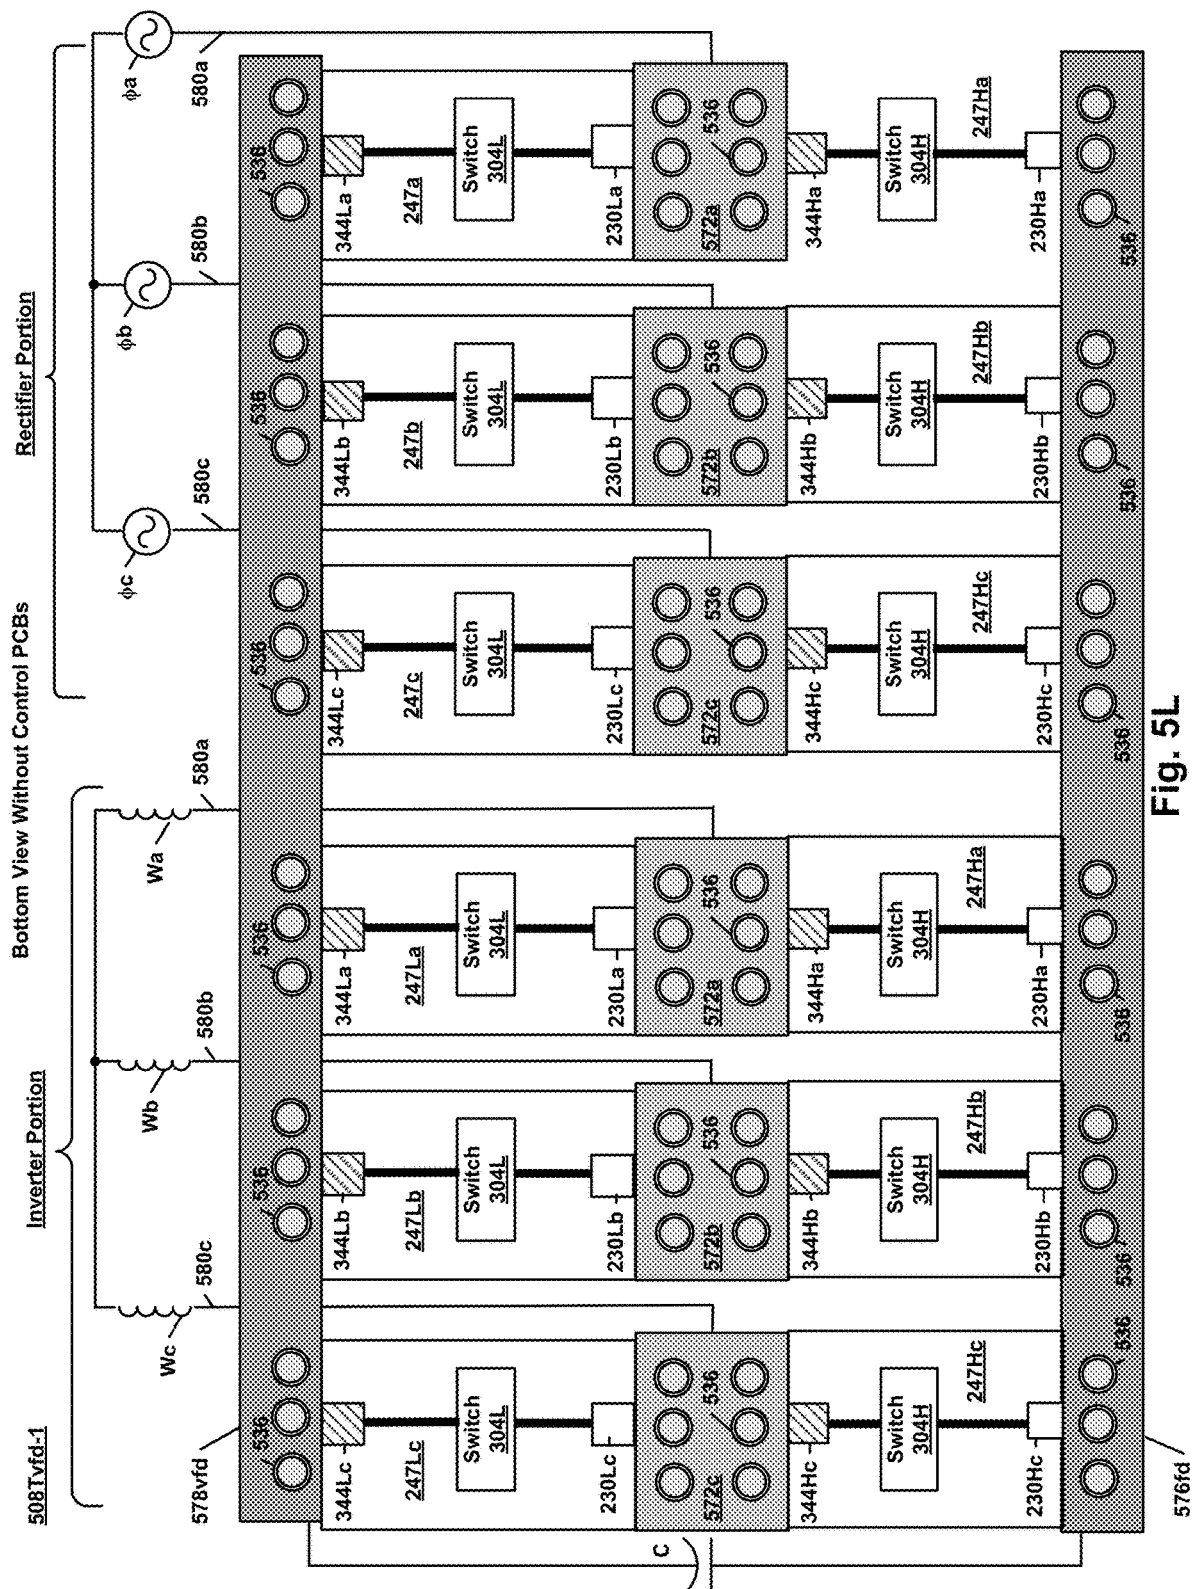 Bottom View Without Control PCBs
508Tvfd-1
Inverter Portion
Rectifier Portion
Wc
Wb
Wa
ϕc
ϕb
ϕa
580c
580b
580a
580c
580b
580a
578vfd
536
536
536
536
536
536
344Lc
344Lb
344La
344Lc
344Lb
344La
247Lc
247Lb
247La
247c
247b
247a
Switch
304L
Switch
304L
Switch
304L
Switch
304L
Switch
304L
Switch
304L
230Lc
230Lb
230La
230Lc
230Lb
230La
C
572c
536
572b
536
572a
536
572c
536
572b
536
572a
536
344Hc
344Hb
344Ha
344Hc
344Hb
344Ha
Switch
304H
Switch
304H
Switch
304H
Switch
304H
Switch
304H
Switch
304H
247Hc
247Hb
247Ha
247Hc
247Hb
247Ha
230Hc
230Hb
230Ha
230Hc
230Hb
230Ha
536
536
536
536
536
536
576fd
Fig. 5L